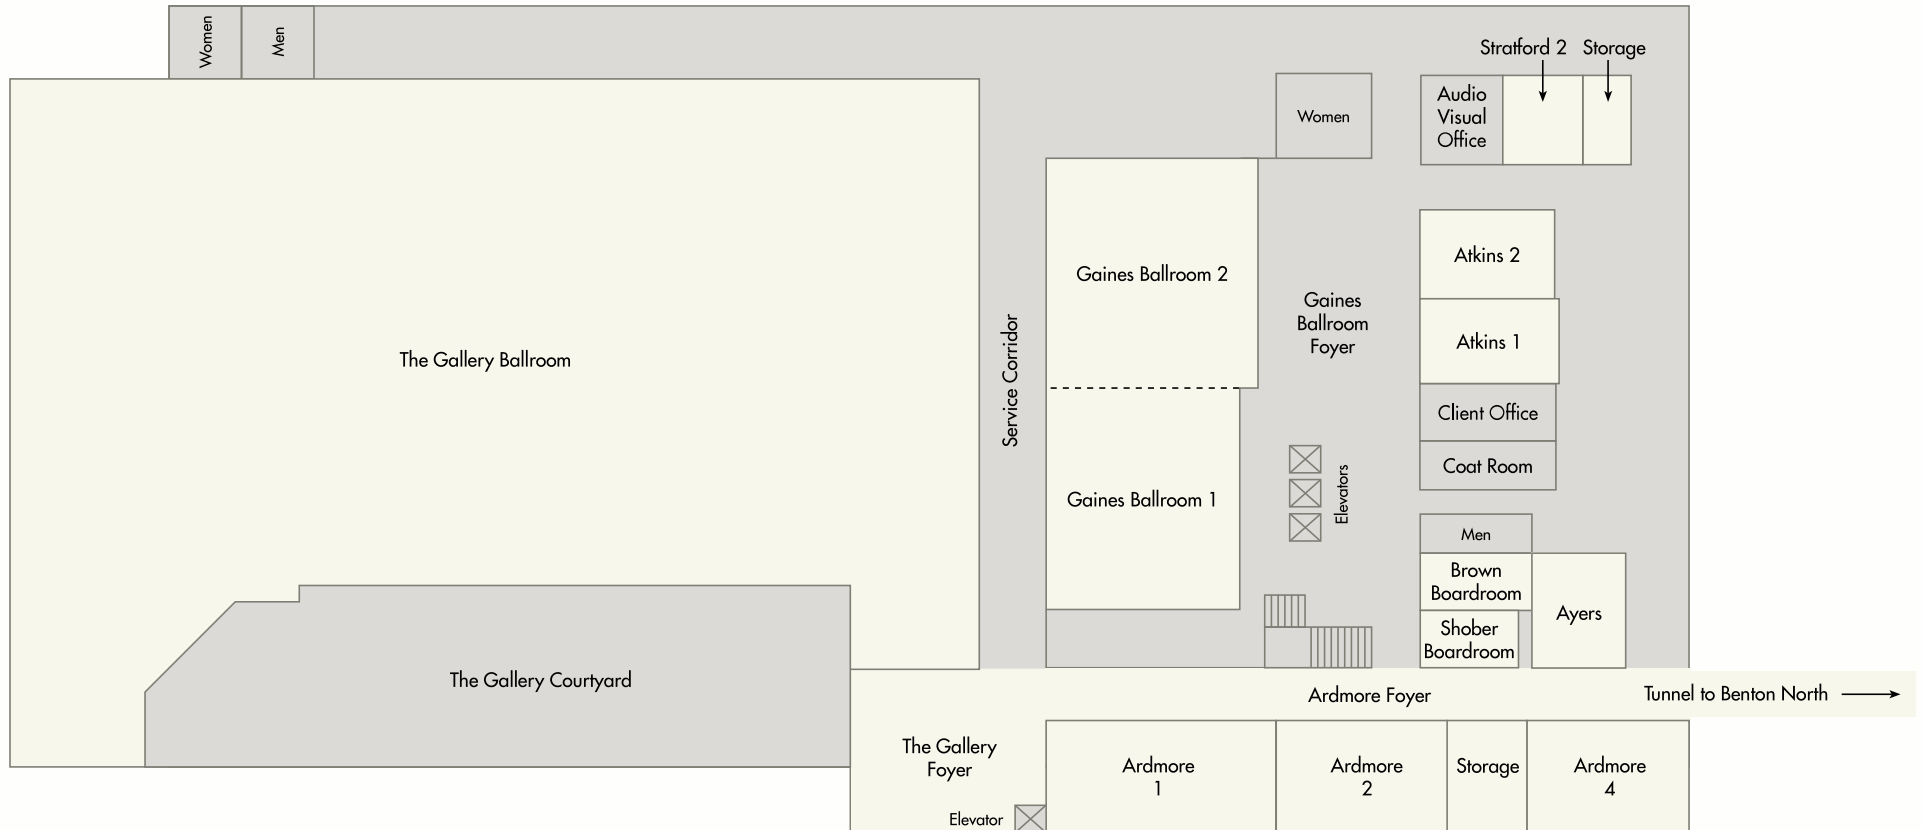 Women
Men
Stratford 2
Storage
Audio
Visual
Office
Women
Atkins 2
Gaines Ballroom 2
Gaines
Ballroom
Foyer
Atkins 1
The Gallery Ballroom
Service Corridor
Client Office
Coat Room
Gaines Ballroom 1
Elevators
Men
Brown
Boardroom
Ayers
Shober
Boardroom
The Gallery Courtyard
Ardmore Foyer
Tunnel to Benton North
The Gallery
Foyer
Ardmore
1
Ardmore
2
Storage
Ardmore
4
Elevator